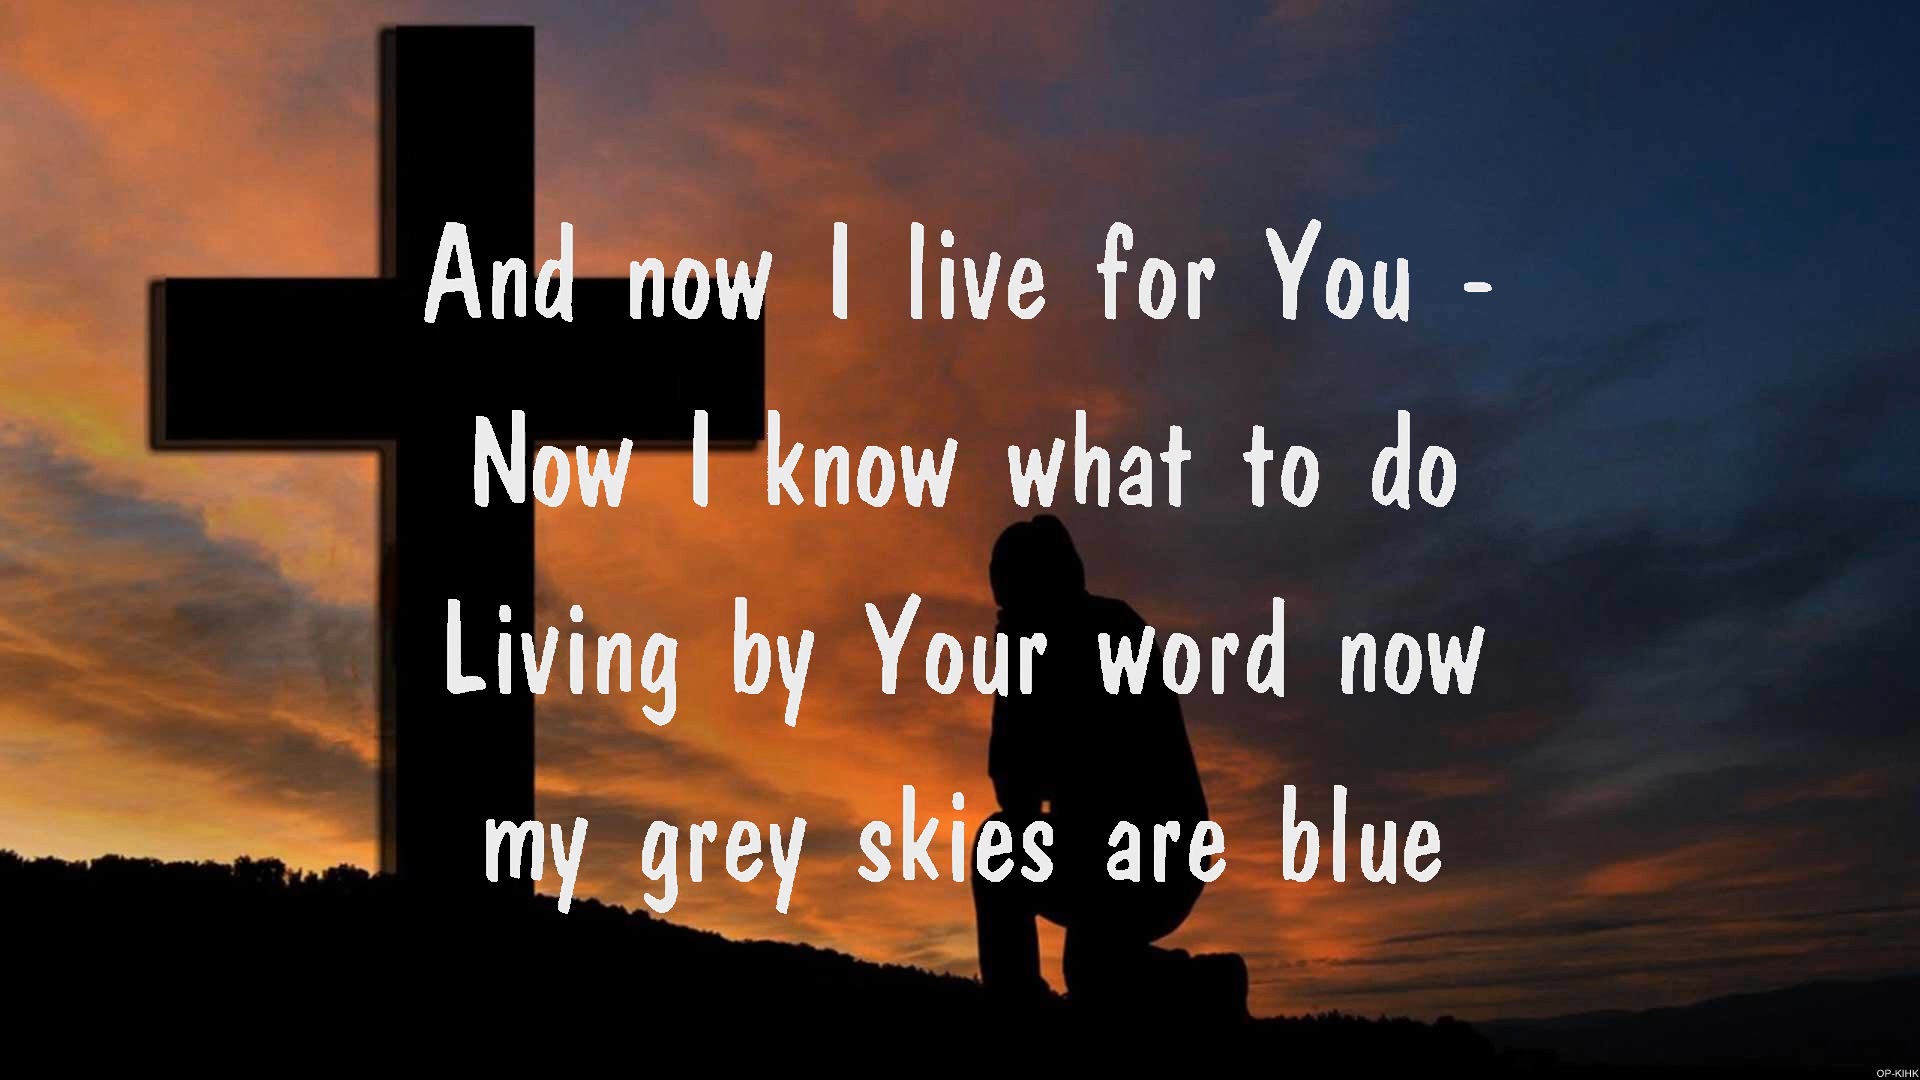 And now I live for You -
Now I know what to do
Living by Your word now
my grey skies are blue
OP-KIHK